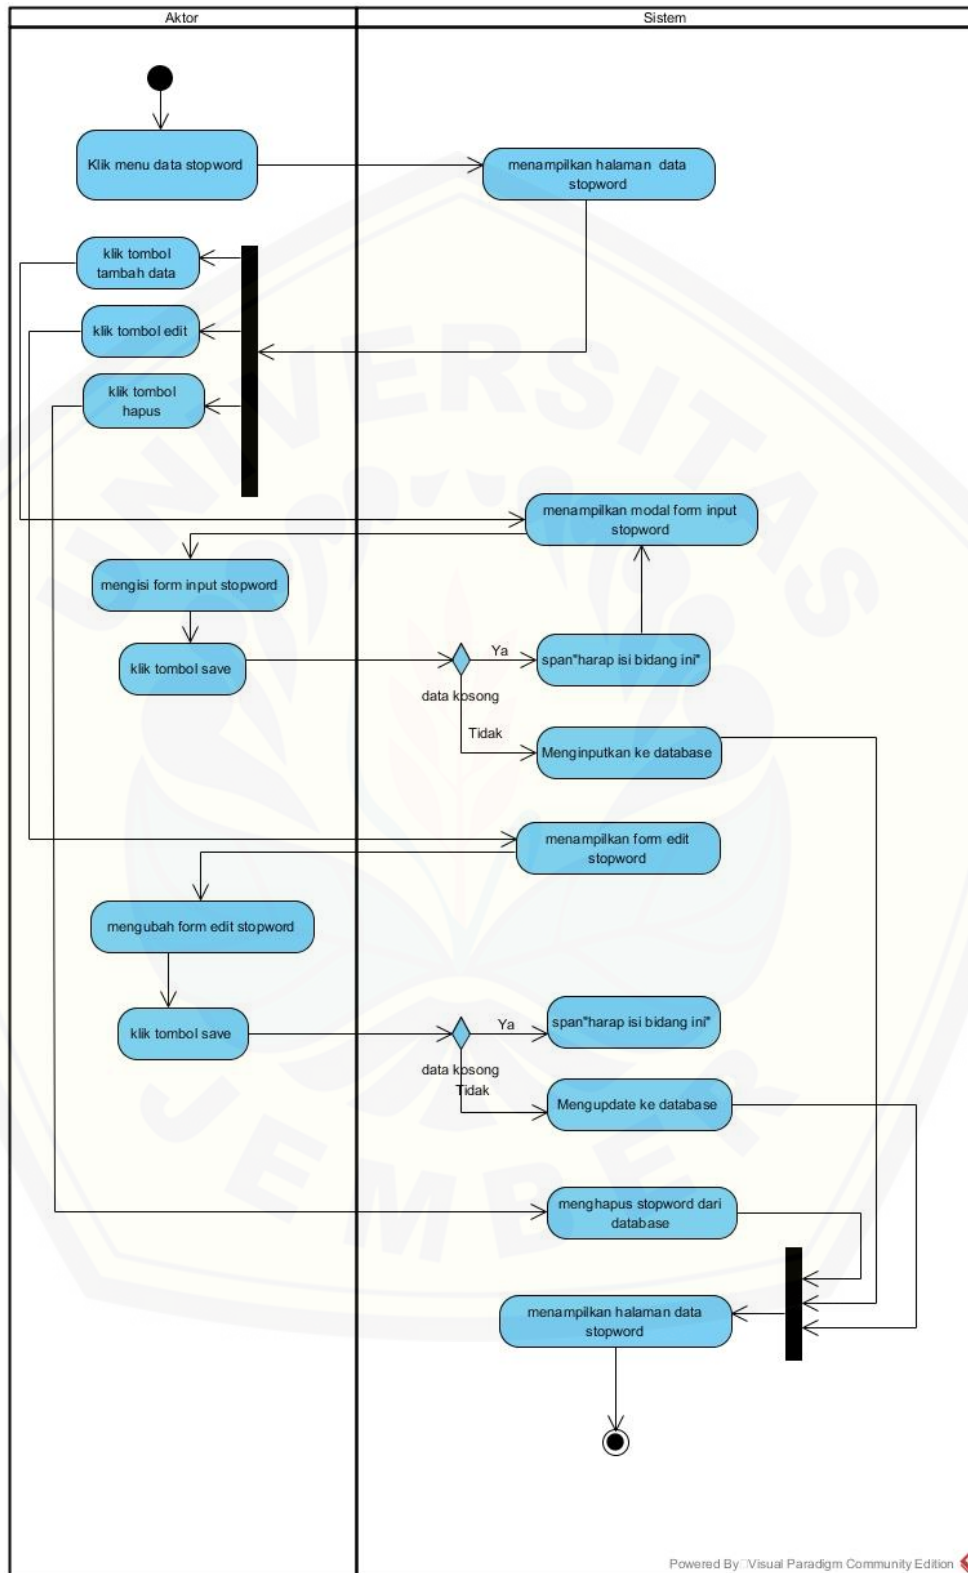 Aktor
Sistem
Klik menu data stopword
menampilkan halaman data
stopword
klik tombol
tambah data
klik tombol edit
klik tombol
hapus
menampilkan modal form input
stopword
mengisi form input stopword
klik tombol save
Ya
span"harap isi bidang ini"
data kosong
Tidak
Menginputkan ke database
menampilkan form edit
stopword
mengubah form edit stopword
klik tombol save
Ya
span"harap isi bidang ini"
data kosong
Tidak
Mengupdate ke database
menghapus stopword dari
database
menampilkan halaman data
stopword
UNIVERSITAS
JEMBER
Powered By Visual Paradigm Community Edition